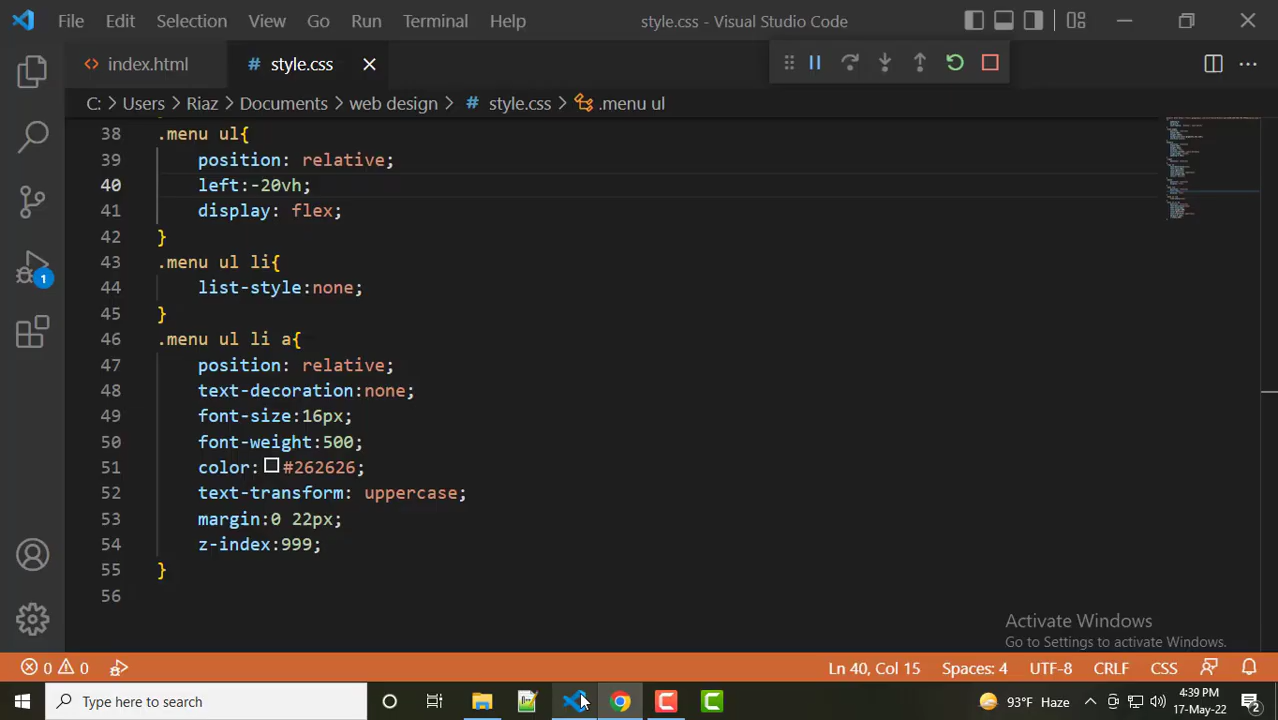 File Edit Selection View Go Run Terminal Help style.css - Visual Studio Code
<> index.html # style.css
C: > Users > Riaz > Documents > web design > # style.css > .menu ul
38 .menu ul{
39 position: relative;
40 left:-20vh;
41 display: flex;
42 }
43 .menu ul li{
44 list-style:none;
45 }
46 .menu ul li a{
47 position: relative;
48 text-decoration:none;
49 font-size:16px;
50 font-weight:500;
51 color:#262626;
52 text-transform: uppercase;
53 margin:0 22px;
54 z-index:999;
55 }
56
1
Activate Windows
Go to Settings to activate Windows.
0 0 Ln 40, Col 15 Spaces: 4 UTF-8 CRLF CSS
Type here to search 93°F Haze 4:39 PM
17-May-22 2